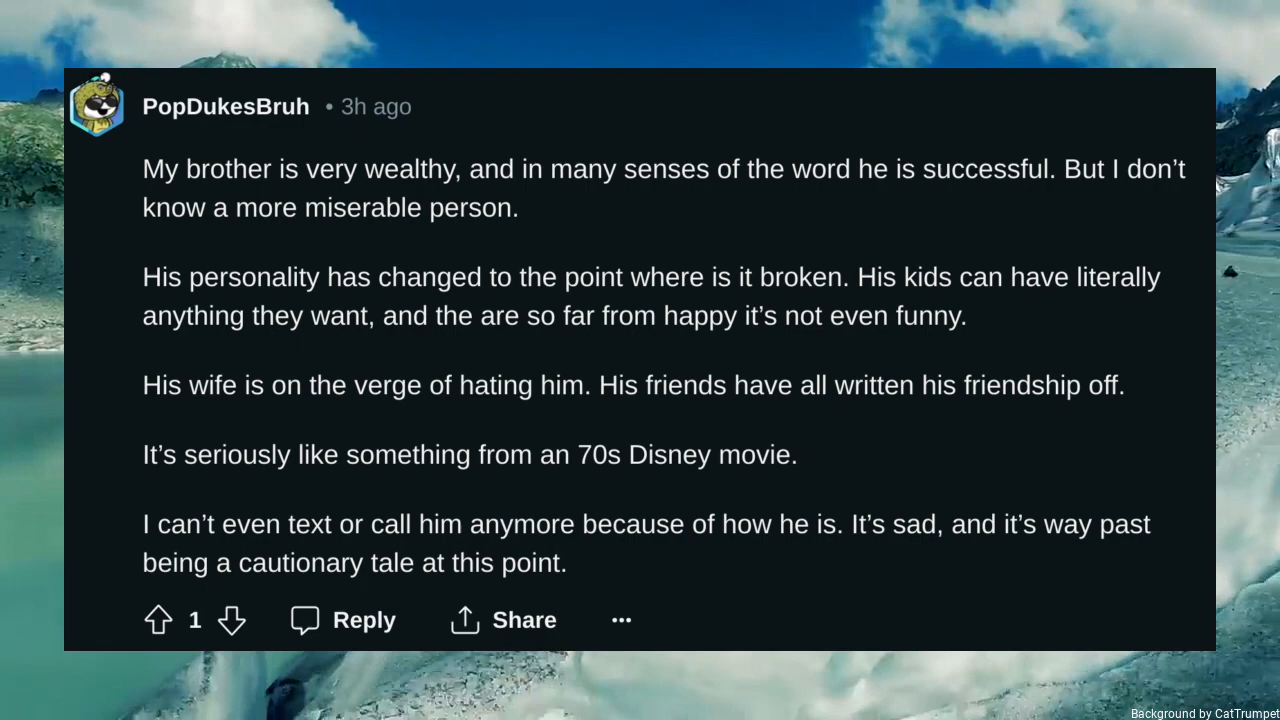 PopDukesBruh • 3h ago
My brother is very wealthy, and in many senses of the word he is successful. But I don’t
know a more miserable person.
His personality has changed to the point where is it broken. His kids can have literally
anything they want, and the are so far from happy it’s not even funny.
His wife is on the verge of hating him. His friends have all written his friendship off.
It’s seriously like something from an 70s Disney movie.
I can’t even text or call him anymore because of how he is. It’s sad, and it’s way past
being a cautionary tale at this point.
1 Reply Share ···
Background by CatTrumpet